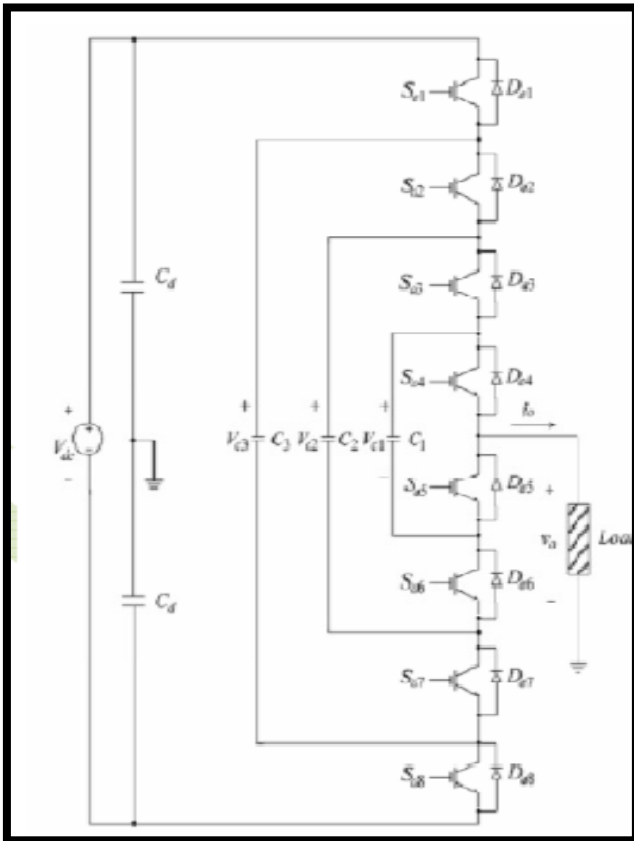 Sa1 Da1
Sa2 Da2
Cd
Sa3 Da3
Sa4 Da4
+ + + + Io
Vdc Vc3 C3 Vc2 C2 Vc1 C1
− −
Sa5 Da5 +
va Load
Sa6 Da6 −
Cd
Sa7 Da7
Sa8 Da8